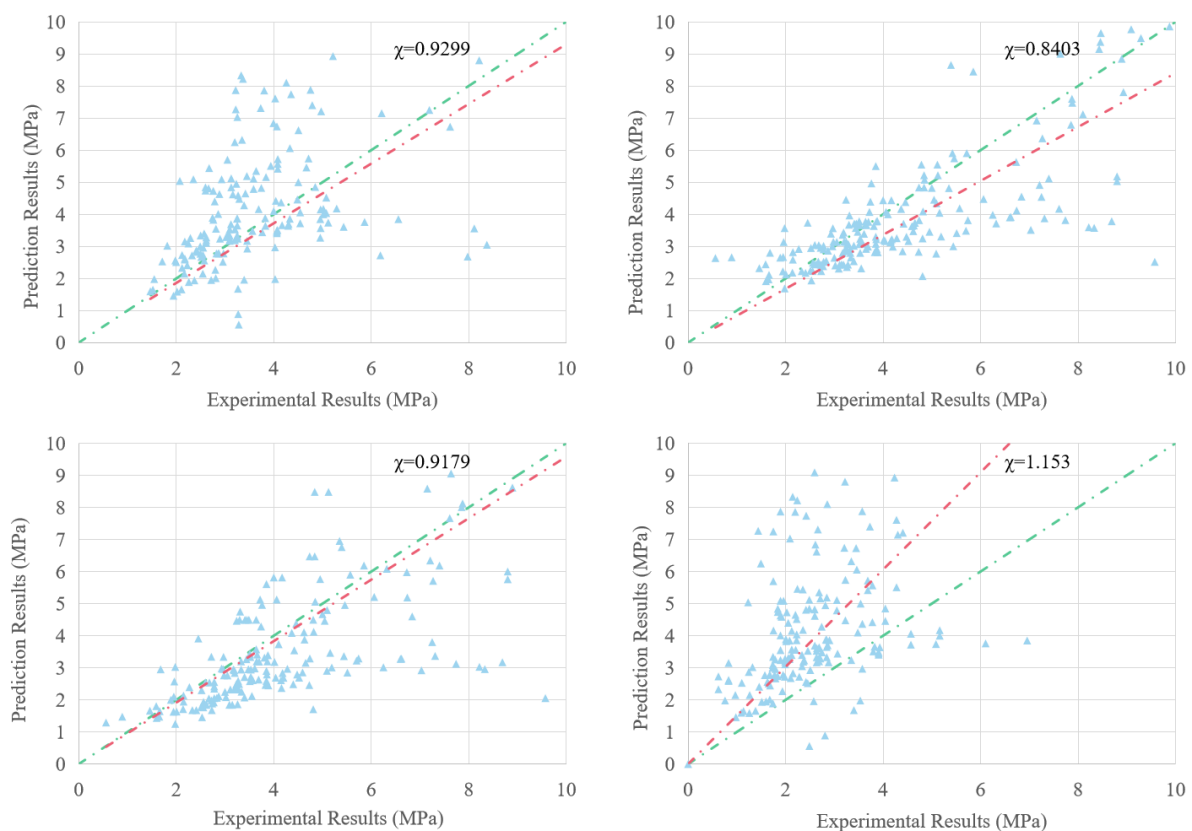 10
9
8
7
6
5
4
3
2
1
0
Prediction Results (MPa)
χ=0.9299
0 2 4 6 8 10
Experimental Results (MPa)
10
9
8
7
6
5
4
3
2
1
0
Prediction Results (MPa)
χ=0.8403
0 2 4 6 8 10
Experimental Results (MPa)
10
9
8
7
6
5
4
3
2
1
0
Prediction Results (MPa)
χ=0.9179
0 2 4 6 8 10
Experimental Results (MPa)
10
9
8
7
6
5
4
3
2
1
0
Prediction Results (MPa)
χ=1.153
0 2 4 6 8 10
Experimental Results (MPa)